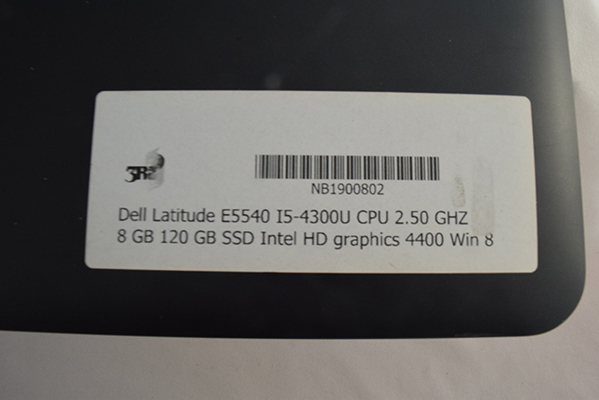 3R
NB1900802
Dell Latitude E5540 I5-4300U CPU 2.50 GHZ
8 GB 120 GB SSD Intel HD graphics 4400 Win 8